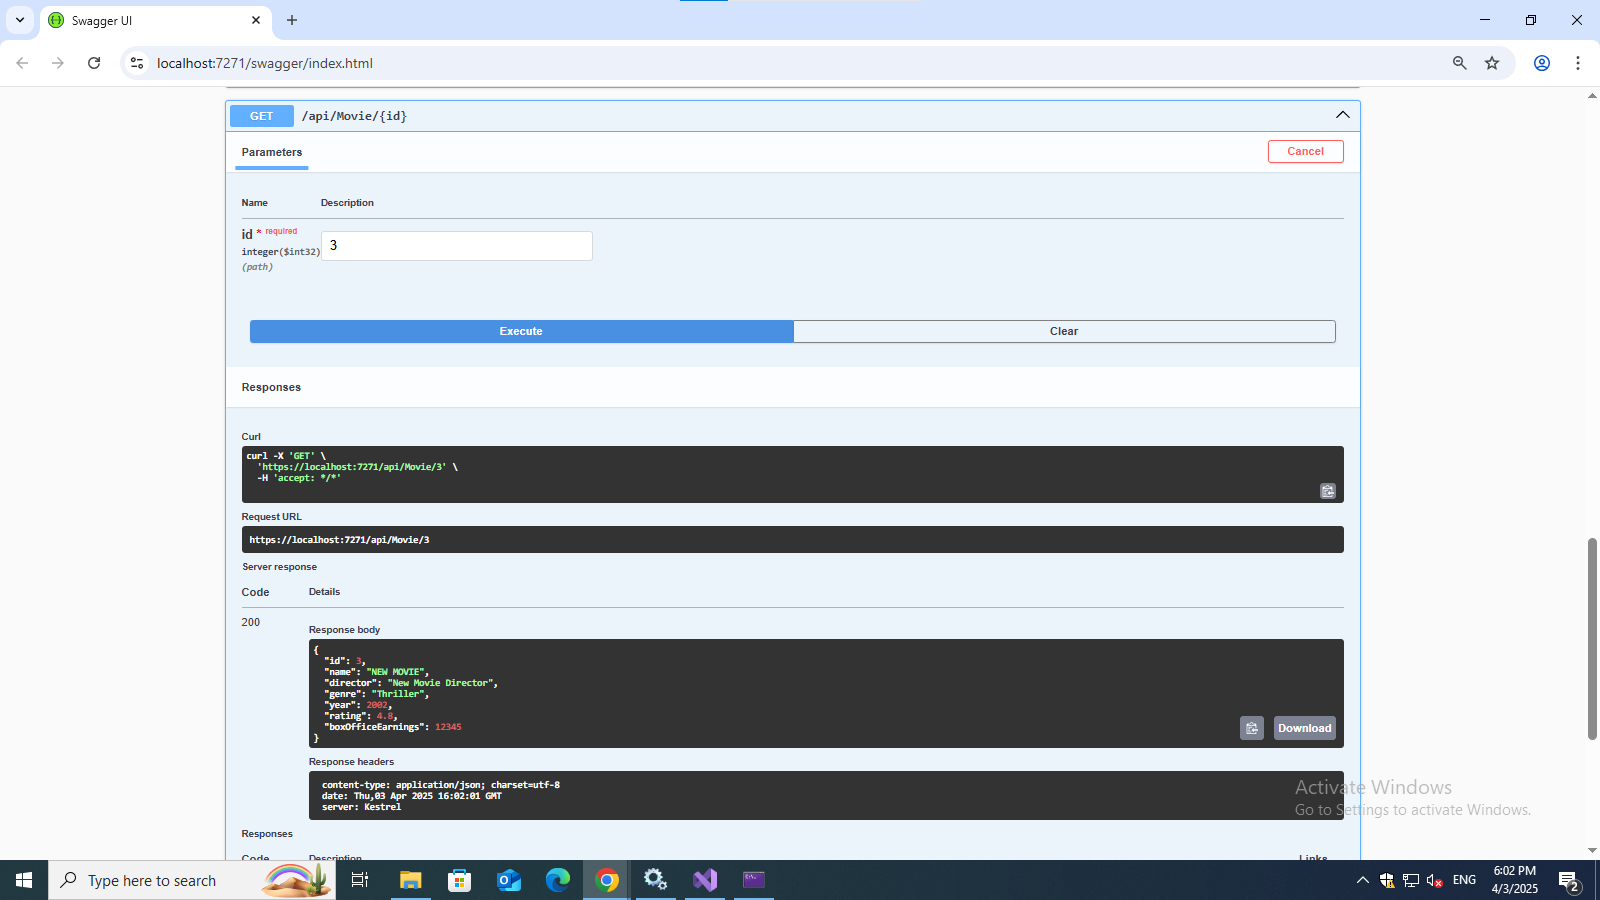 Swagger UI
localhost:7271/swagger/index.html
GET /api/Movie/{id}
Parameters
Cancel
Name Description
id * required
integer($int32)
(path)
3
Execute
Clear
Responses
Curl
curl -X 'GET' \
'https://localhost:7271/api/Movie/3' \
-H 'accept: */*'
Request URL
https://localhost:7271/api/Movie/3
Server response
Code Details
200
Response body
{
"id": 3,
"name": "NEW MOVIE",
"director": "New Movie Director",
"genre": "Thriller",
"year": 2002,
"rating": 4.8,
"boxOfficeEarnings": 12345
}
Download
Response headers
content-type: application/json; charset=utf-8
date: Thu,03 Apr 2025 16:02:01 GMT
server: Kestrel
Activate Windows
Go to Settings to activate Windows.
Responses
Code Description Links
Type here to search
ENG
6:02 PM
4/3/2025
2